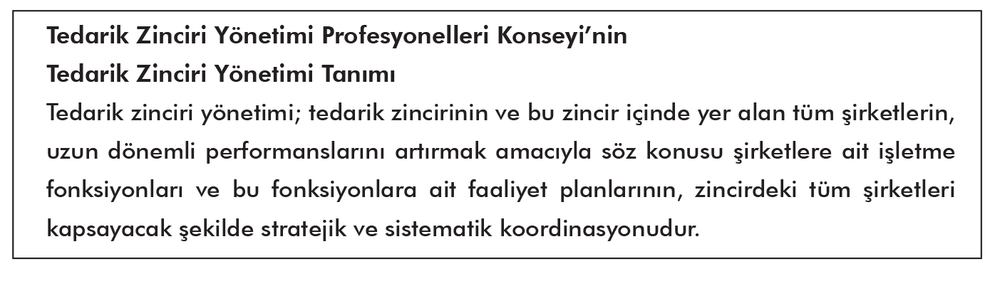 Tedarik Zinciri Yönetimi Profesyonelleri Konseyi’nin
Tedarik Zinciri Yönetimi Tanımı
Tedarik zinciri yönetimi; tedarik zincirinin ve bu zincir içinde yer alan tüm şirketlerin,
uzun dönemli performanslarını artırmak amacıyla söz konusu şirketlere ait işletme
fonksiyonları ve bu fonksiyonlara ait faaliyet planlarının, zincirdeki tüm şirketleri
kapsayacak şekilde stratejik ve sistematik koordinasyonudur.